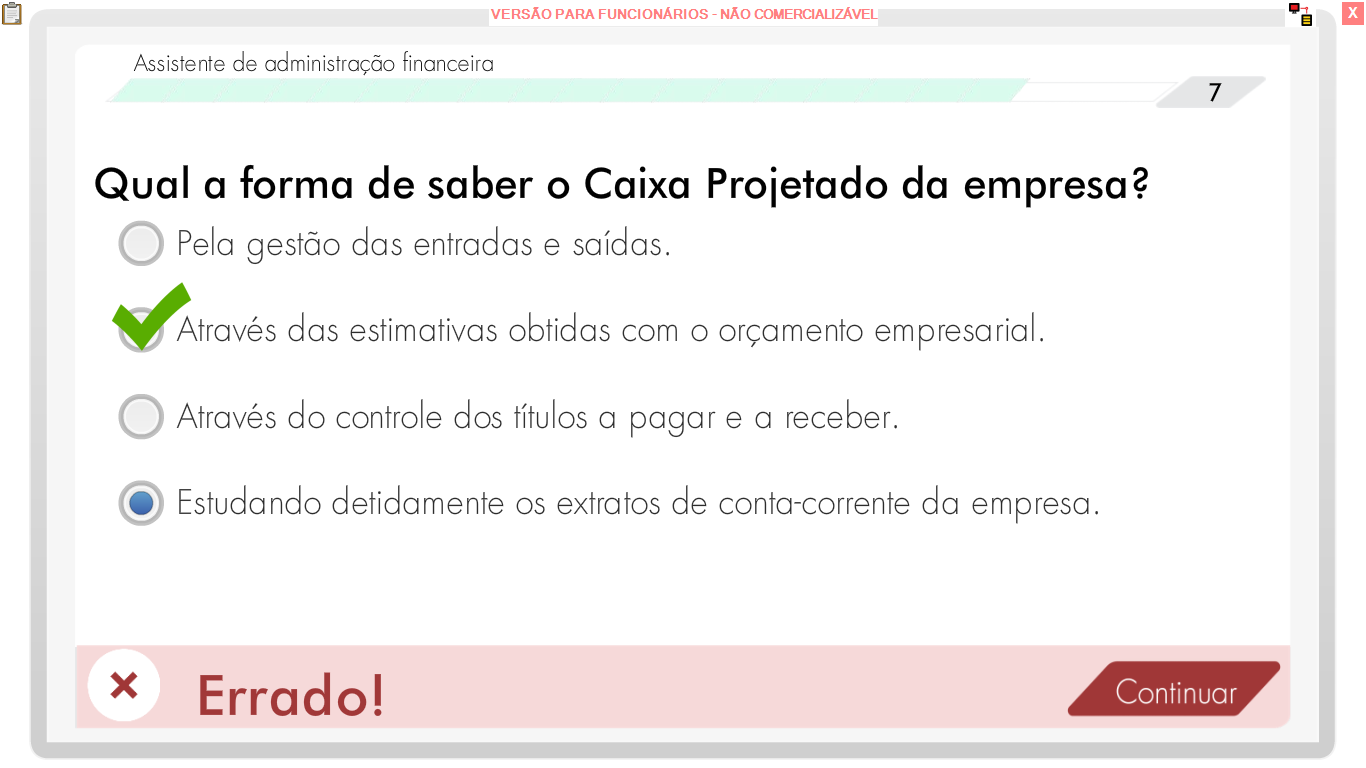 VERSÃO PARA FUNCIONÁRIOS - NÃO COMERCIALIZÁVEL
X
Assistente de administração financeira
7
Qual a forma de saber o Caixa Projetado da empresa?
Pela gestão das entradas e saídas.
Através das estimativas obtidas com o orçamento empresarial.
Através do controle dos títulos a pagar e a receber.
Estudando detidamente os extratos de conta-corrente da empresa.
Errado!
Continuar